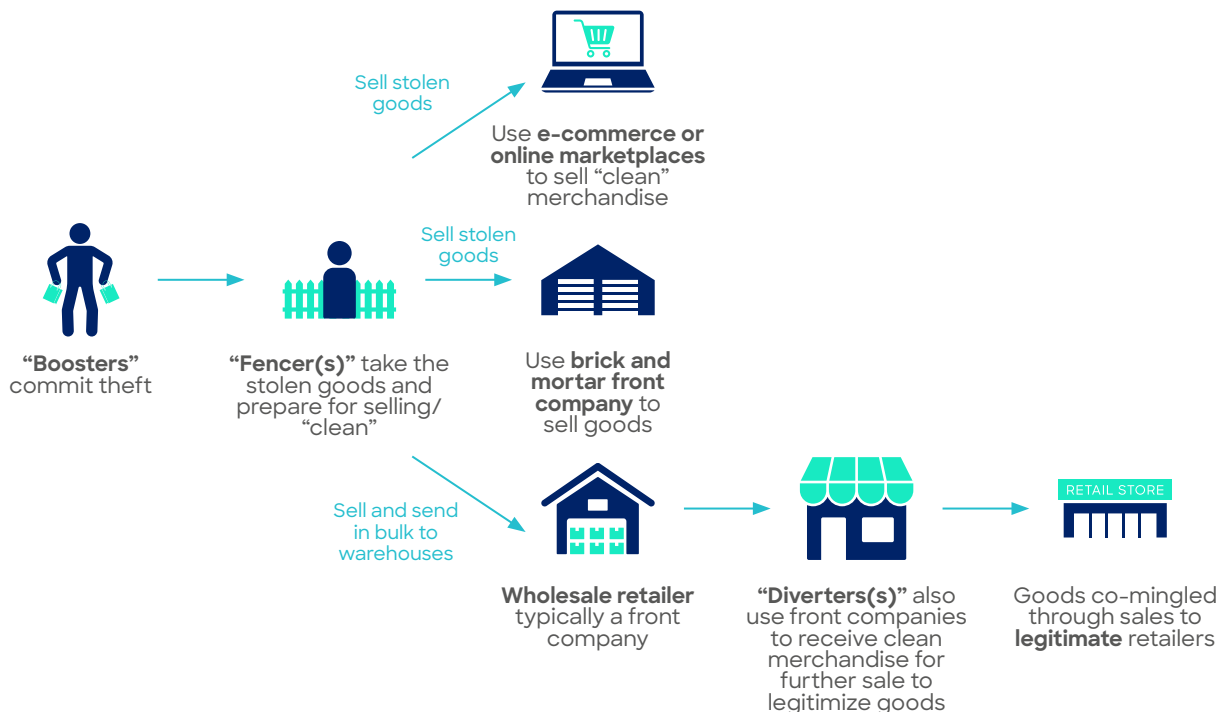 Sell stolen
goods
Use e-commerce or
online marketplaces
to sell “clean”
merchandise
Sell stolen
goods
“Boosters”
commit theft
“Fencer(s)” take the
stolen goods and
prepare for selling/
“clean”
Use brick and
mortar front
company to
sell goods
Sell and send
in bulk to
warehouses
RETAIL STORE
Wholesale retailer
typically a front
company
“Diverters(s)” also
use front companies
to receive clean
merchandise for
further sale to
legitimize goods
Goods co-mingled
through sales to
legitimate retailers